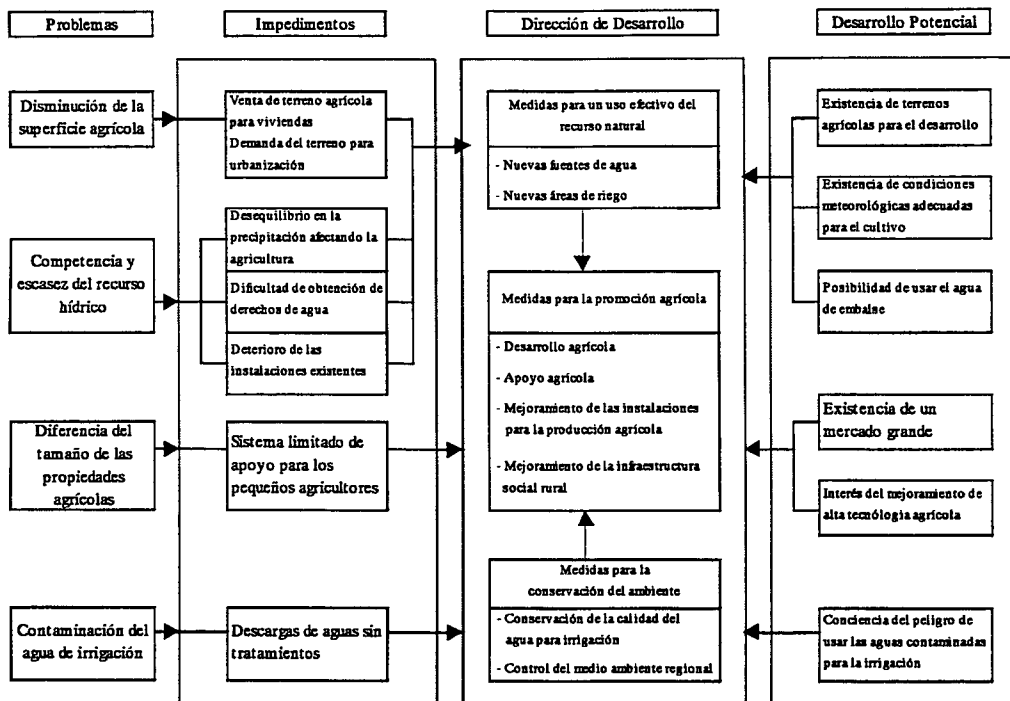 Problemas
Impedimentos
Dirección de Desarrollo
Desarrollo Potencial
Disminución de la
superficie agrícola
Competencia y
escasez del recurso
hídrico
Diferencia del
tamaño de las
propiedades
agrícolas
Contaminación del
agua de irrigación
Venta de terreno agrícola
para viviendas
Demanda del terreno para
urbanización
Desequilibrio en la
precipitación afectando la
agricultura
Dificultad de obtención de
derechos de agua
Deterioro de las
instalaciones existentes
Sistema limitado de
apoyo para los
pequeños agricultores
Descargas de aguas sin
tratamientos
Medidas para un uso efectivo del
recurso natural
- Nuevas fuentes de agua
- Nuevas áreas de riego
Medidas para la promoción agrícola
- Desarrollo agrícola
- Apoyo agrícola
- Mejoramiento de las instalaciones
para la producción agrícola
- Mejoramiento de la infraestructura
social rural
Medidas para la
conservación del ambiente
- Conservación de la calidad del
agua para irrigación
- Control del medio ambiente regional
Existencia de terrenos
agrícolas para el desarrollo
Existencia de condiciones
meteorológicas adecuadas
para el cultivo
Posibilidad de usar el agua
de embalse
Existencia de un
mercado grande
Interés del mejoramiento de
alta tecnólogia agrícola
Conciencia del peligro de
usar las aguas contaminadas
para la irrigación